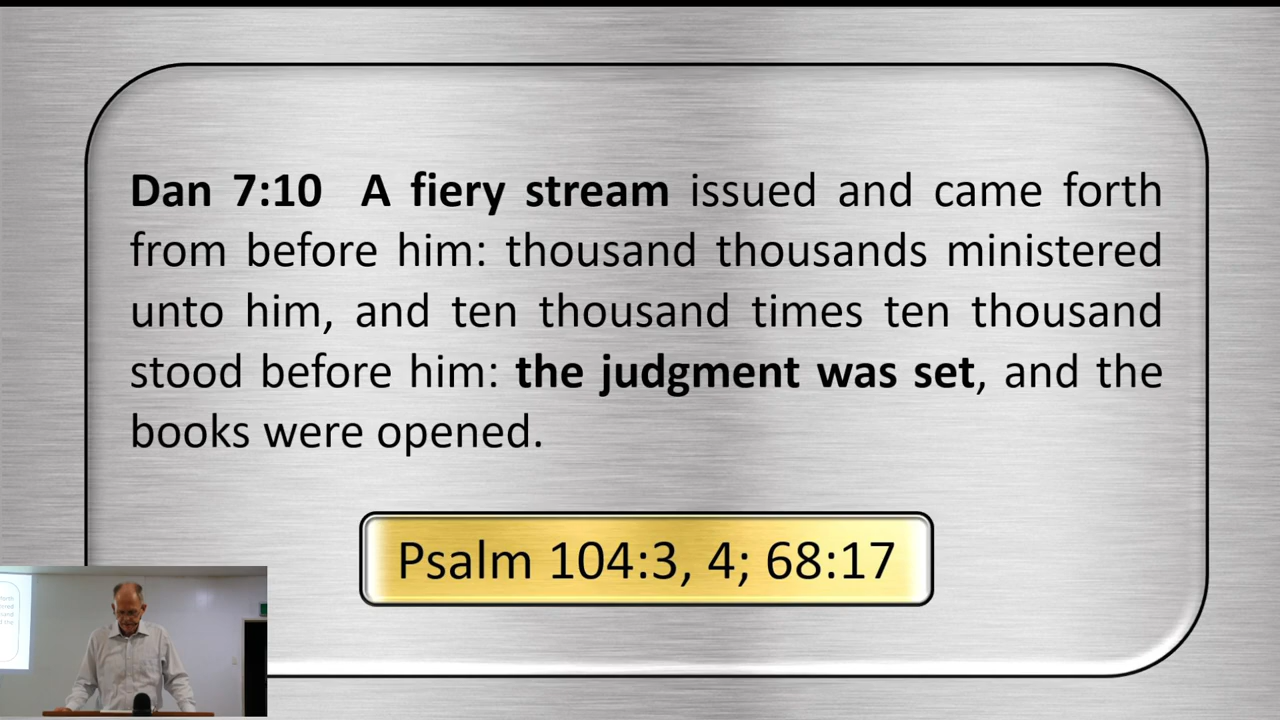 Dan 7:10 A fiery stream issued and came forth
from before him: thousand thousands ministered
unto him, and ten thousand times ten thousand
stood before him: the judgment was set, and the
books were opened.
Psalm 104:3, 4; 68:17